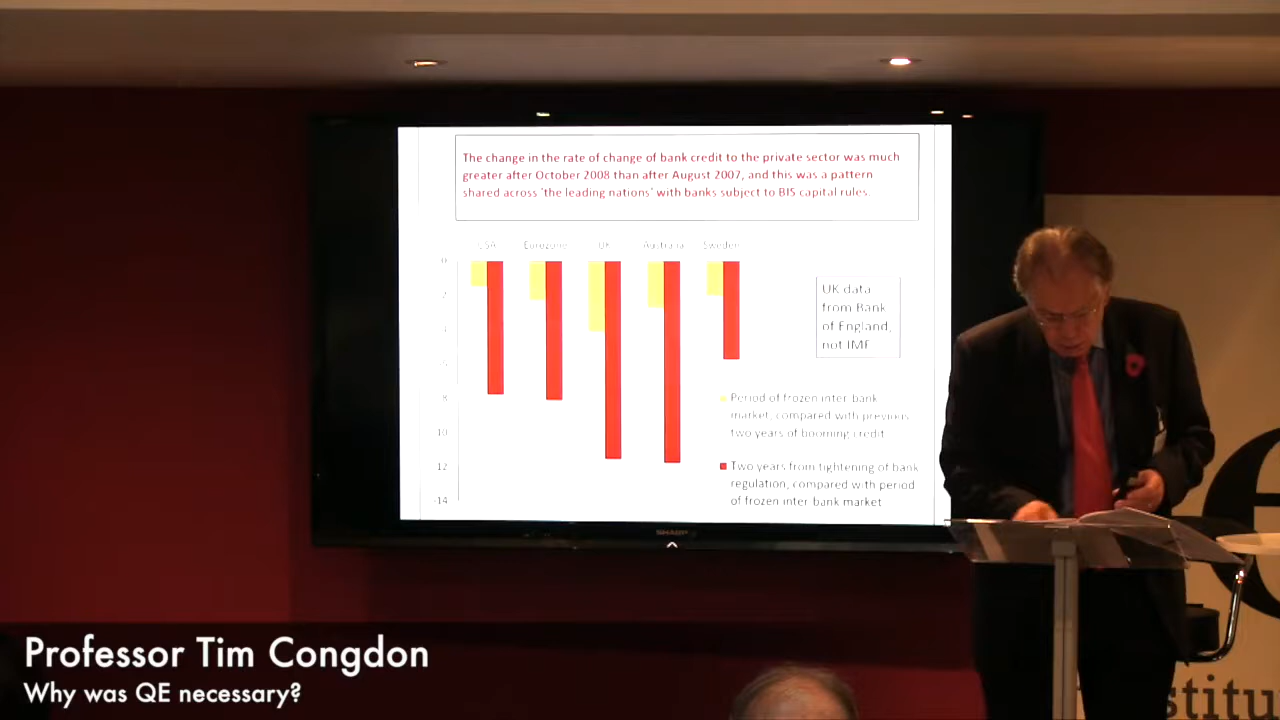 The change in the rate of change of bank credit to the private sector was much
greater after October 2008 than after August 2007, and this was a pattern
shared across 'the leading nations' with banks subject to BIS capital rules.
USA Eurozone UK Australia Sweden
0
2
8
10
12
-14
UK data
from Bank
of England,
not IMF
Period of frozen inter-bank
market, compared with previous
two years of booming credit
Two years from tightening of bank
regulation, compared with period
of frozen inter-bank market
SHARP
Professor Tim Congdon
Why was QE necessary?